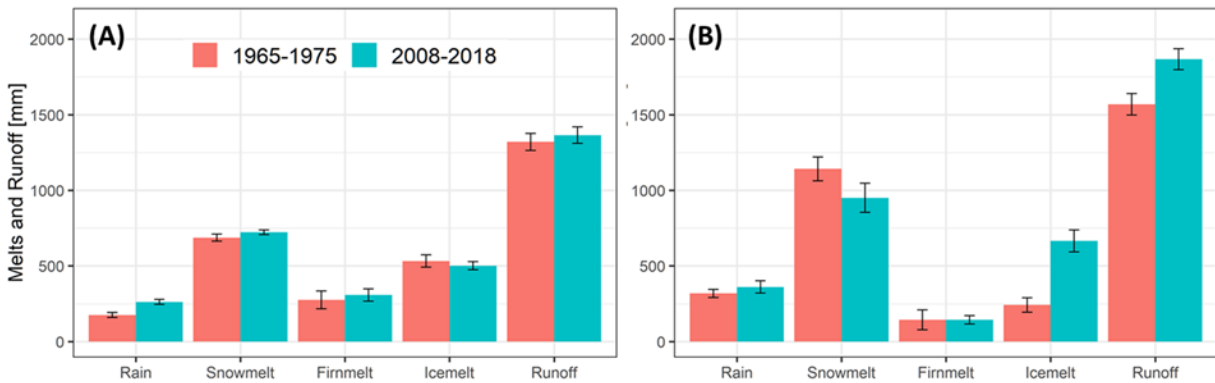 (A)
1965-1975 2008-2018
Melts and Runoff [mm]
2000
1500
1000
500
0
Rain Snowmelt Firnmelt Icemelt Runoff
(B)
2000
1500
1000
500
0
Rain Snowmelt Firnmelt Icemelt Runoff